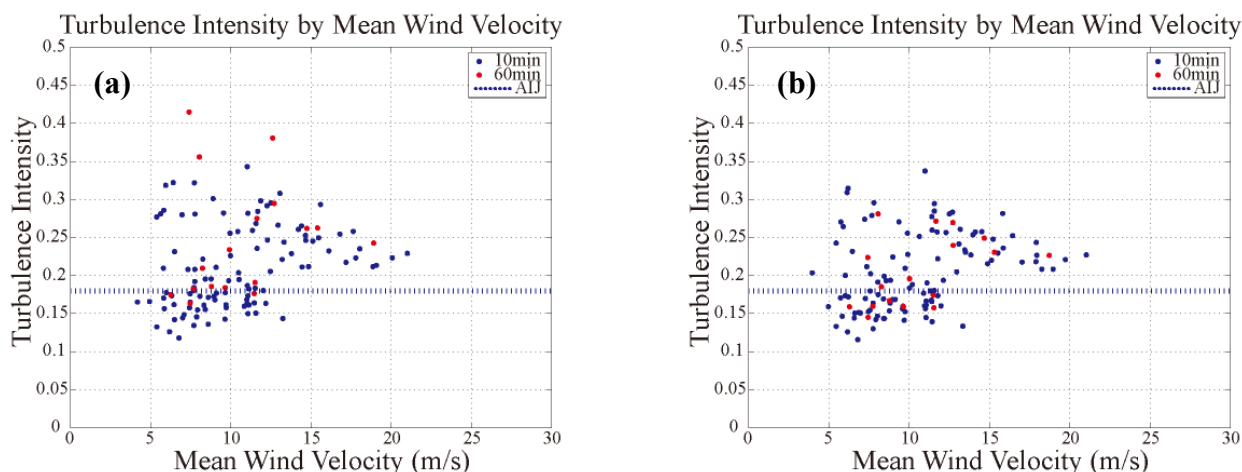 Turbulence Intensity by Mean Wind Velocity
0.5
0.45
0.4
0.35
0.3
0.25
0.2
0.15
0.1
0.05
0
Turbulence Intensity
(a)
10min
60min
AIJ
0 5 10 15 20 25 30
Mean Wind Velocity (m/s)
Turbulence Intensity by Mean Wind Velocity
0.5
0.45
0.4
0.35
0.3
0.25
0.2
0.15
0.1
0.05
0
Turbulence Intensity
(b)
10min
60min
AIJ
0 5 10 15 20 25 30
Mean Wind Velocity (m/s)